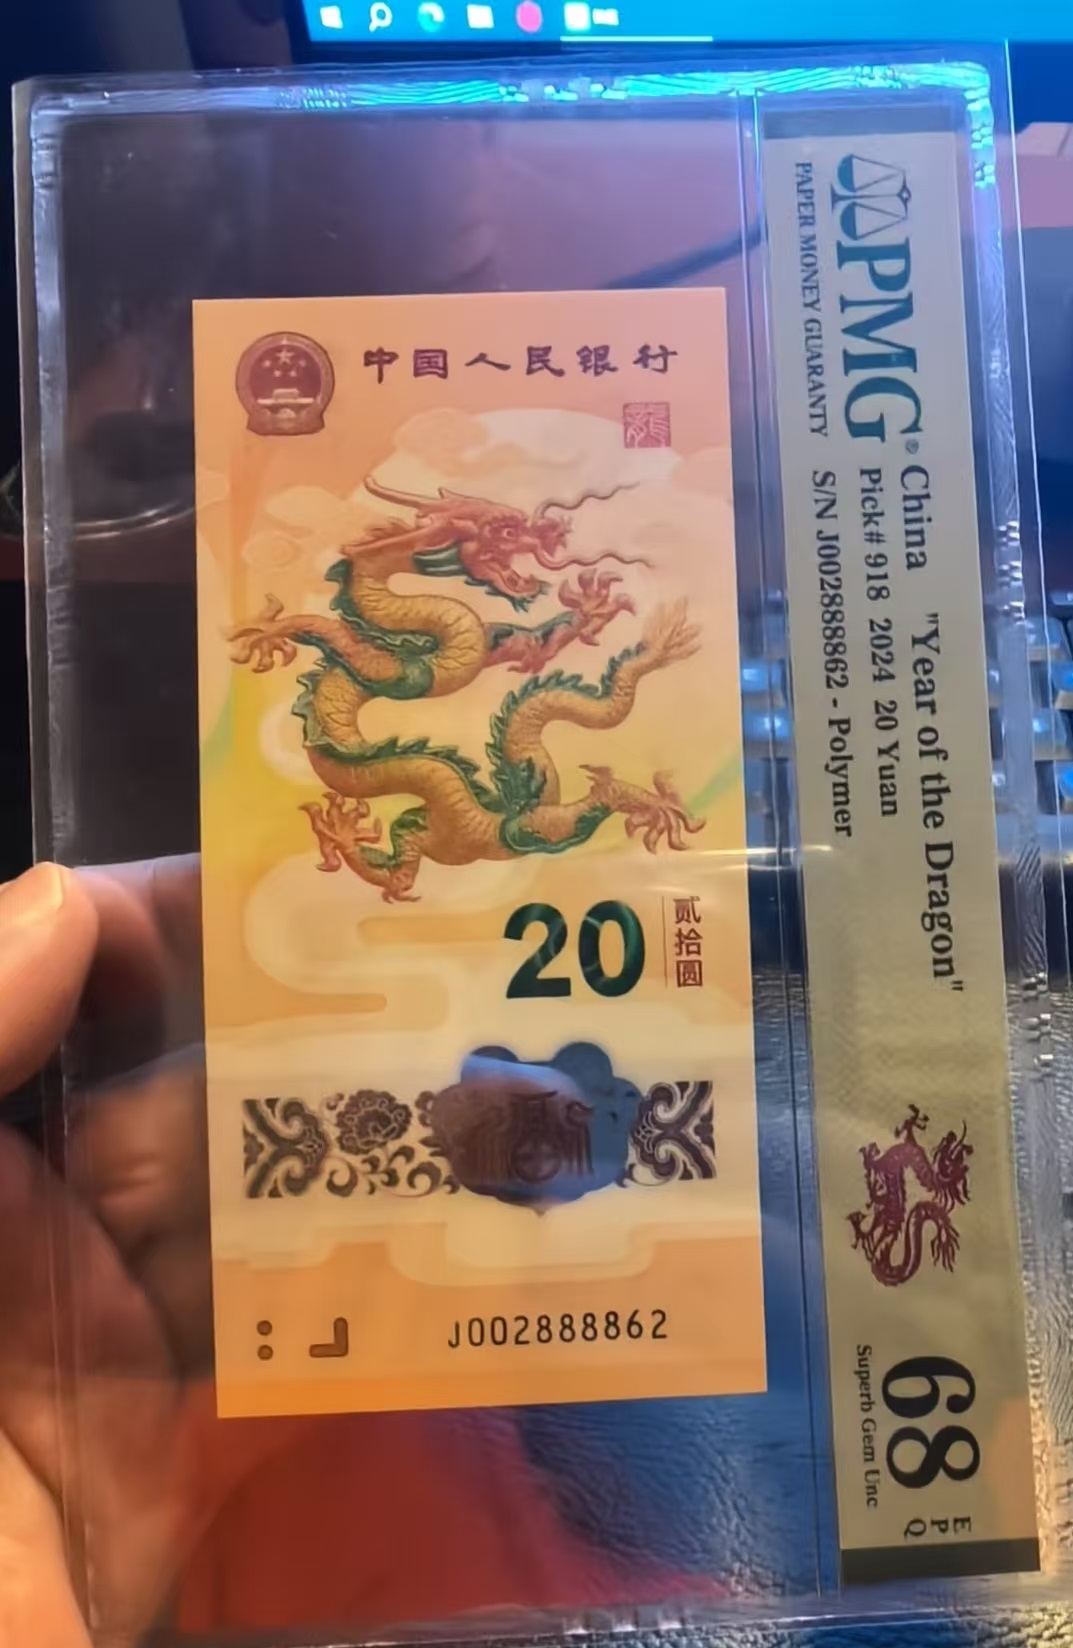 中国人民银行
龍
20
贰拾圆
J002888862
PMG®
PAPER MONEY GUARANTY
China "Year of the Dragon"
Pick# 918 2024 20 Yuan
S/N J002888862 - Polymer
68 EPQ
Superb Gem Unc